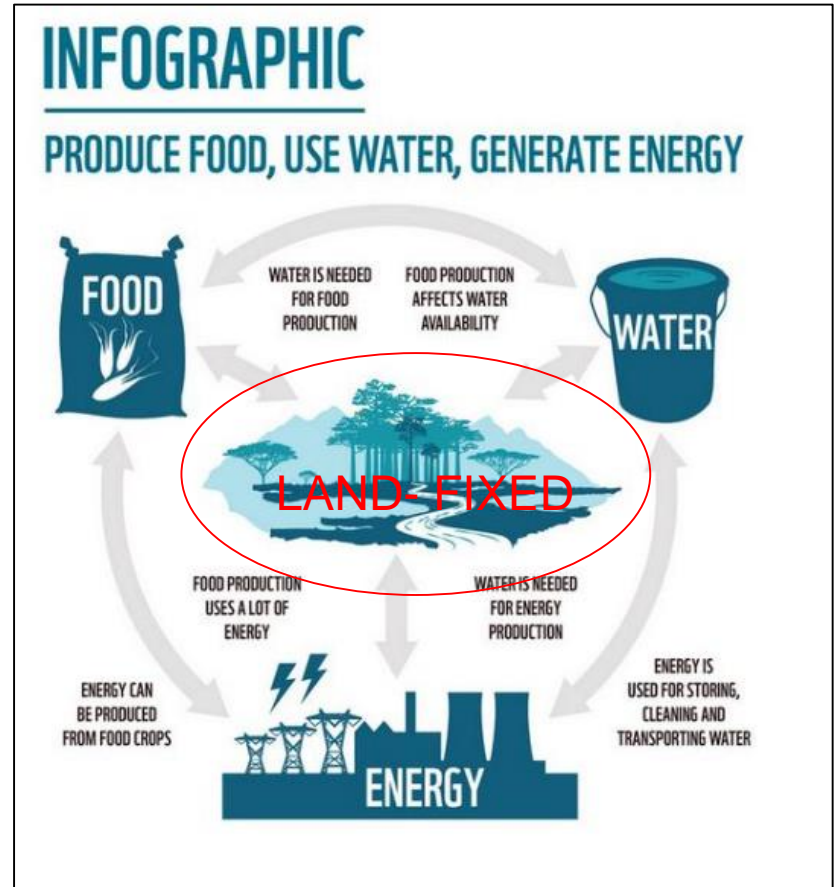 INFOGRAPHIC
PRODUCE FOOD, USE WATER, GENERATE ENERGY
FOOD
WATER IS NEEDED
FOR FOOD
PRODUCTION
FOOD PRODUCTION
AFFECTS WATER
AVAILABILITY
WATER
LAND- FIXED
FOOD PRODUCTION
USES A LOT OF
ENERGY
WATER IS NEEDED
FOR ENERGY
PRODUCTION
ENERGY CAN
BE PRODUCED
FROM FOOD CROPS
ENERGY IS
USED FOR STORING,
CLEANING AND
TRANSPORTING WATER
ENERGY